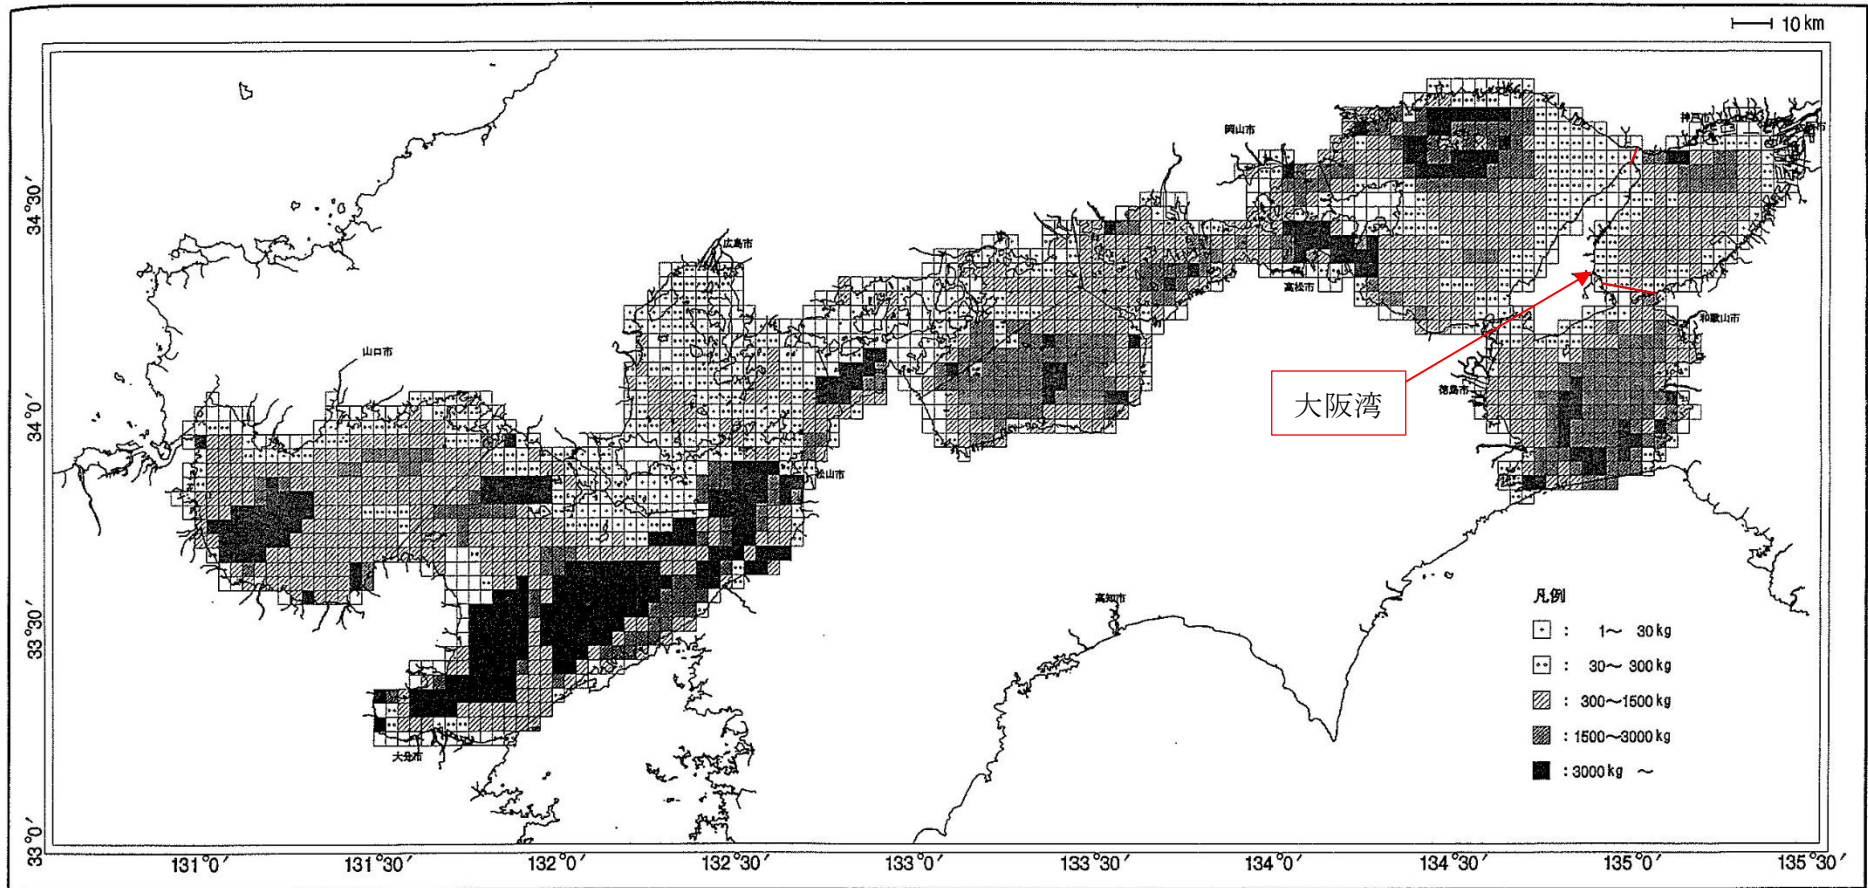 10 km
岡山市
神戸市
広島市
高松市
和歌山市
山口市
徳島市
大阪湾
松山市
高知市
大分市
凡例
: 1～ 30kg
: 30～ 300kg
: 300～1500kg
: 1500～3000kg
: 3000kg ～
34°30′
34°0′
33°30′
33°0′
131°0′
131°30′
132°0′
132°30′
133°0′
133°30′
134°0′
134°30′
135°0′
135°30′